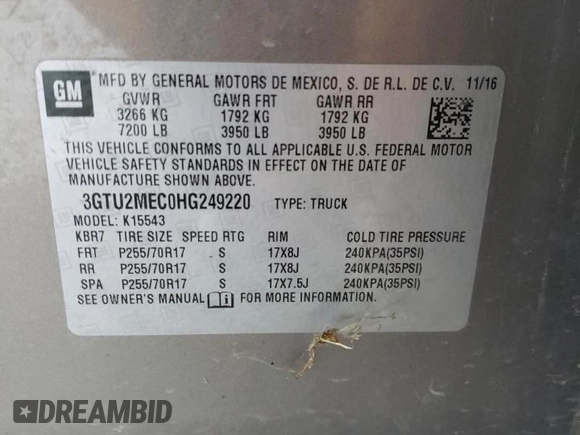 GM
MFD BY GENERAL MOTORS DE MEXICO, S. DE R.L. DE C.V. 11/16
GVWR GAWR FRT GAWR RR
3266 KG 1792 KG 1792 KG
7200 LB 3950 LB 3950 LB
THIS VEHICLE CONFORMS TO ALL APPLICABLE U.S. FEDERAL MOTOR
VEHICLE SAFETY STANDARDS IN EFFECT ON THE DATE OF
MANUFACTURE SHOWN ABOVE.
3GTU2MEC0HG249220 TYPE: TRUCK
MODEL: K15543
KBR7 TIRE SIZE SPEED RTG RIM COLD TIRE PRESSURE
FRT P255/70R17 S 17X8J 240KPA(35PSI)
RR P255/70R17 S 17X8J 240KPA(35PSI)
SPA P255/70R17 S 17X7.5J 240KPA(35PSI)
SEE OWNER'S MANUAL FOR MORE INFORMATION.
DREAMBID